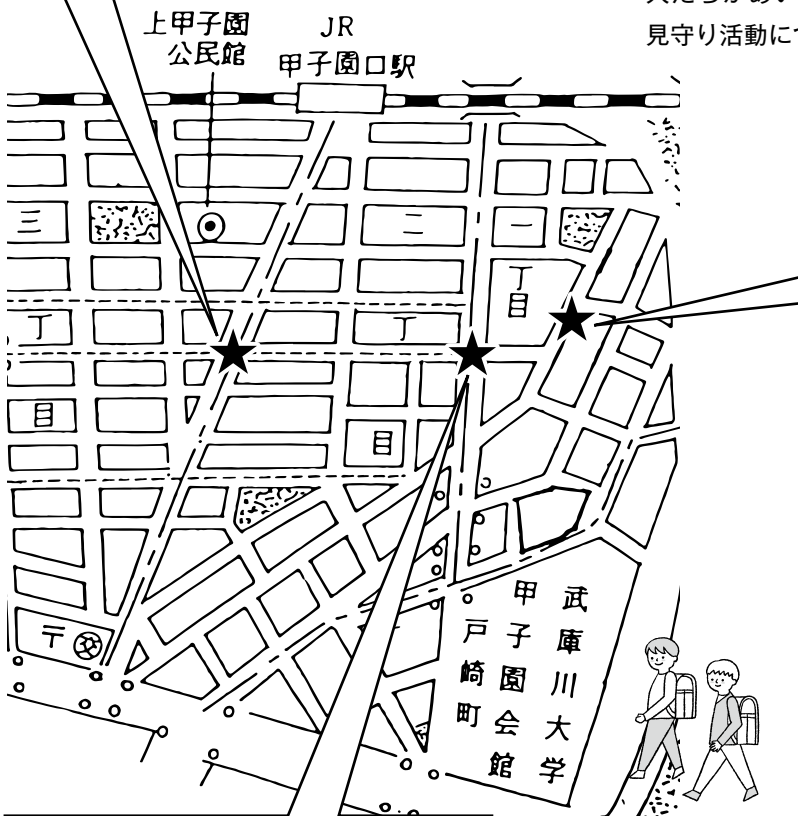 見守り活動に
上甲子園
公民館
JR
甲子園口駅
三
丁
目
二
丁
目
一
丁
目
武庫川大学
甲子園会館
戸崎町
〒
交